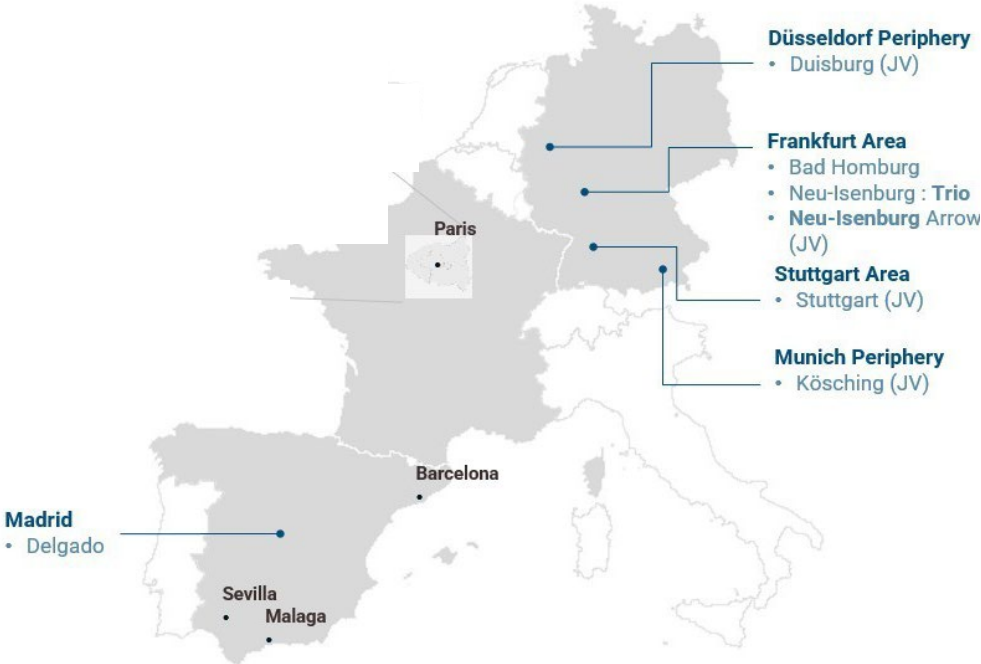 Düsseldorf Periphery
• Duisburg (JV)
Frankfurt Area
• Bad Homburg
• Neu-Isenburg : Trio
• Neu-Isenburg Arrow
(JV)
Stuttgart Area
• Stuttgart (JV)
Munich Periphery
• Kösching (JV)
Paris
Barcelona
Madrid
• Delgado
Sevilla
Malaga